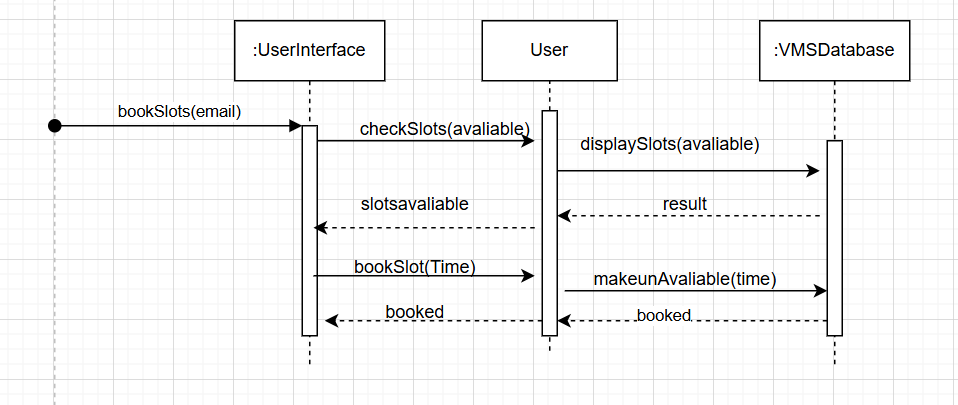 :UserInterface
User
:VMSDatabase
bookSlots(email)
checkSlots(avaliable)
displaySlots(avaliable)
slotsavaliable
result
bookSlot(Time)
makeunAvaliable(time)
booked
booked